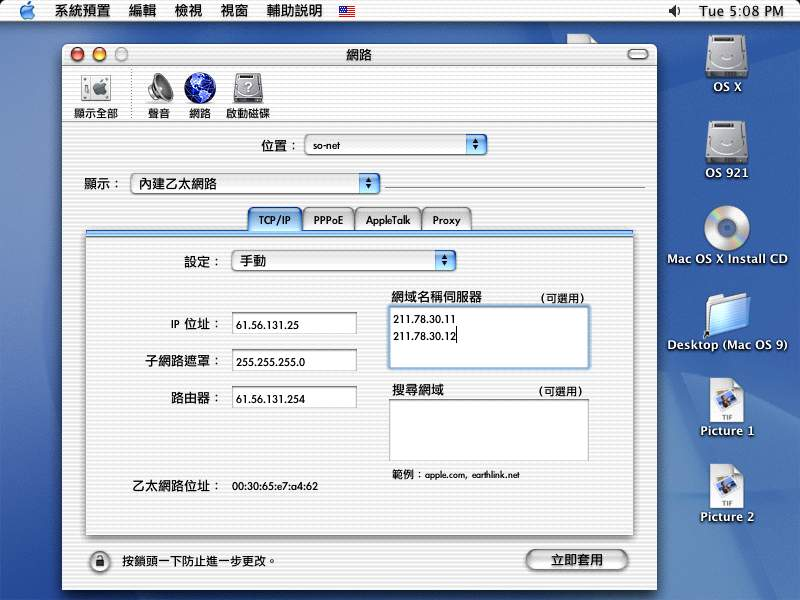 系統預置 編輯 檢視 視窗 輔助說明 Tue 5:08 PM
網路
顯示全部 聲音 網路 啟動磁碟
位置： so-net
顯示： 內建乙太網路
TCP/IP PPPoE AppleTalk Proxy
設定： 手動
網域名稱伺服器 (可選用)
IP 位址： 61.56.131.25
211.78.30.11
211.78.30.12
子網路遮罩： 255.255.255.0
路由器： 61.56.131.254
搜尋網域 (可選用)
範例：apple.com, earthlink.net
乙太網路位址： 00:30:65:e7:a4:62
按鎖頭一下防止進一步更改。
立即套用
OS X
OS 921
Mac OS X Install CD
Desktop (Mac OS 9)
TIF
Picture 1
TIF
Picture 2